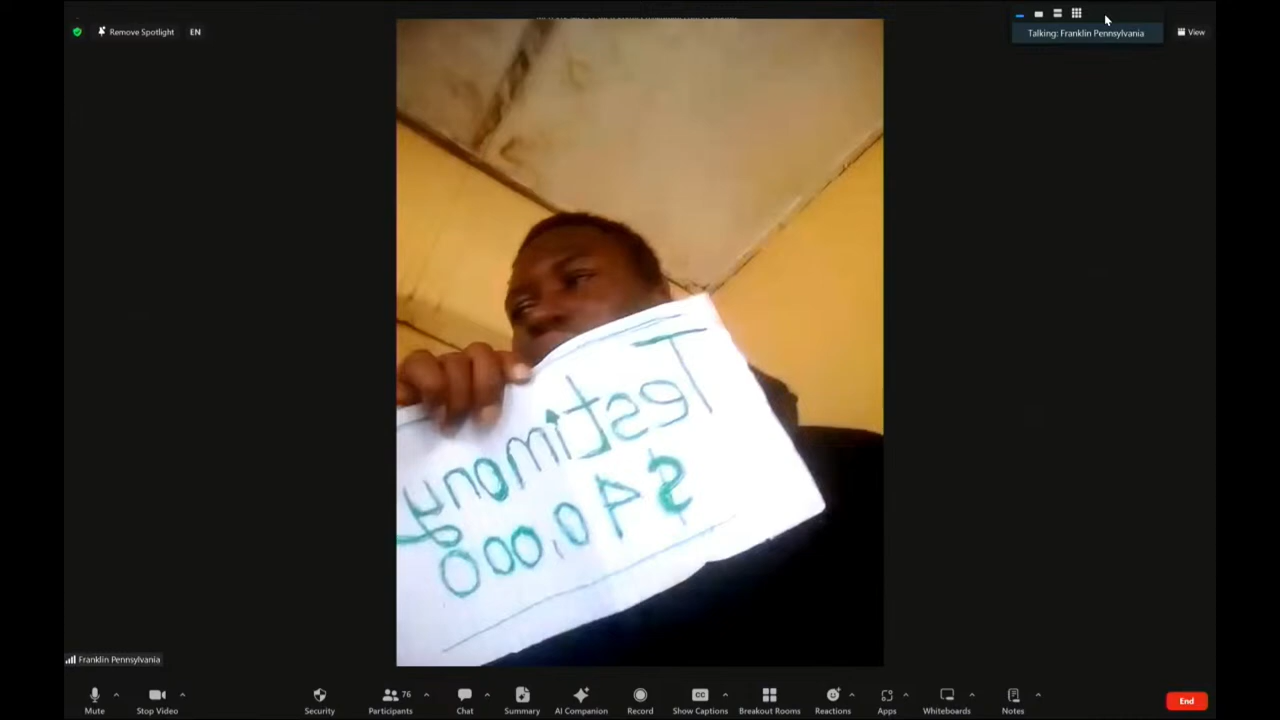 Remove Spotlight
EN
Talking: Franklin Pennsylvania
View
Testimony
$40,000
Franklin Pennsylvania
Mute
Stop Video
Security
76
Participants
Chat
Summary
AI Companion
Record
CC
Show Captions
Breakout Rooms
Reactions
Apps
Whiteboards
Notes
End